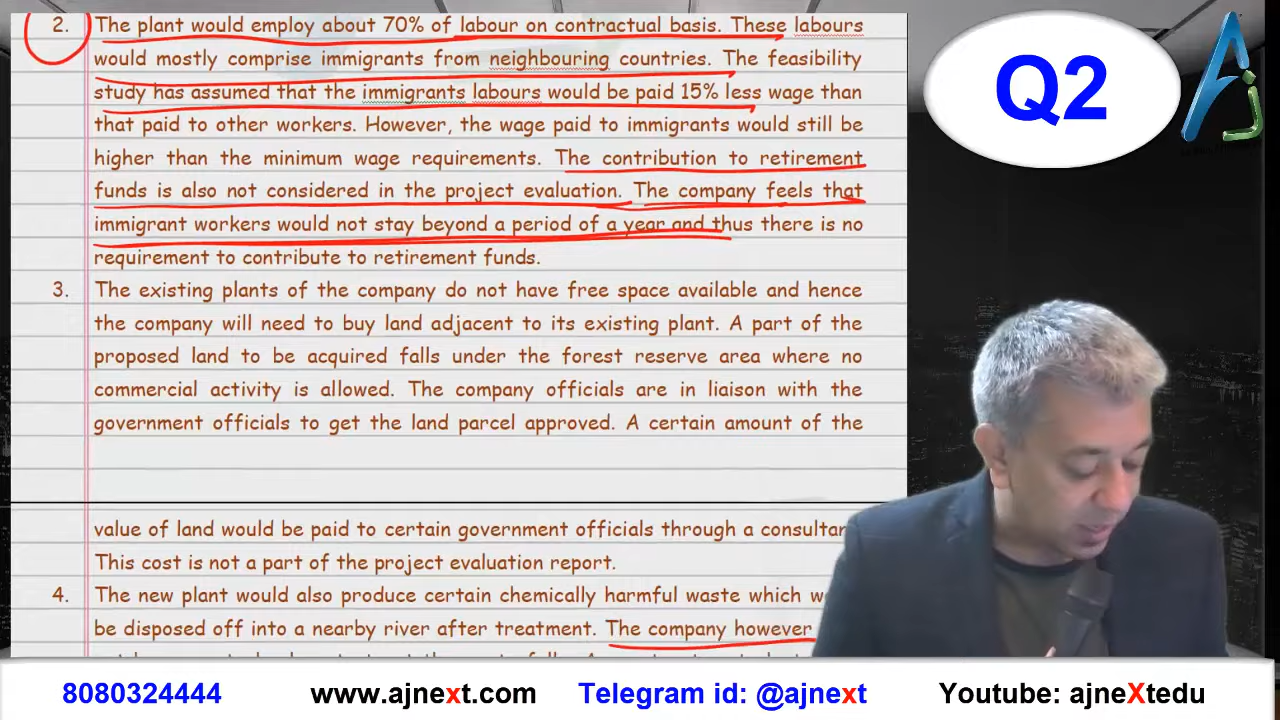 2. The plant would employ about 70% of labour on contractual basis. These labours
would mostly comprise immigrants from neighbouring countries. The feasibility
study has assumed that the immigrants labours would be paid 15% less wage than
that paid to other workers. However, the wage paid to immigrants would still be
higher than the minimum wage requirements. The contribution to retirement
funds is also not considered in the project evaluation. The company feels that
immigrant workers would not stay beyond a period of a year and thus there is no
requirement to contribute to retirement funds.
3. The existing plants of the company do not have free space available and hence
the company will need to buy land adjacent to its existing plant. A part of the
proposed land to be acquired falls under the forest reserve area where no
commercial activity is allowed. The company officials are in liaison with the
government officials to get the land parcel approved. A certain amount of the
value of land would be paid to certain government officials through a
This cost is not a part of the project evaluation report.
4. The new plant would also produce certain chemically harmful waste which
be disposed off into a nearby river after treatment. The company however
Q2
AJ
8080324444 www.ajnext.com Telegram id: @ajnext Youtube: ajneXtedu